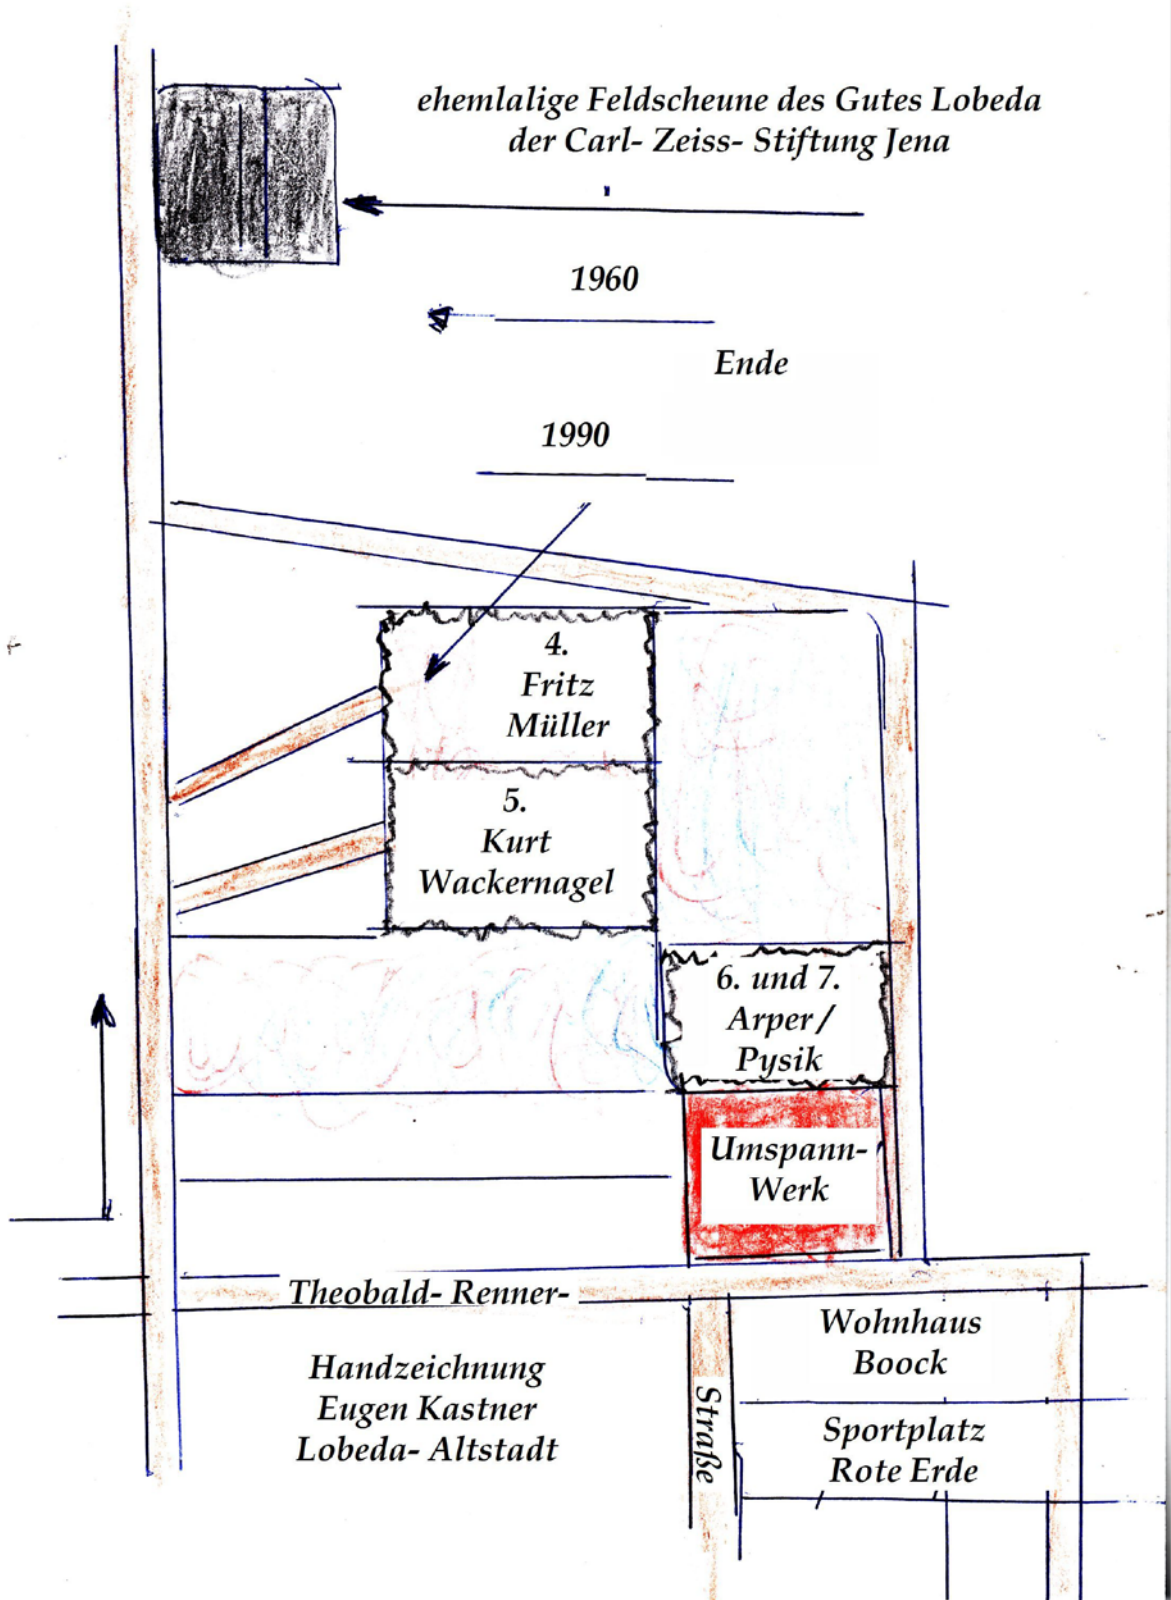 ehemlalige Feldscheune des Gutes Lobeda
der Carl- Zeiss- Stiftung Jena
1960
Ende
1990
4.
Fritz
Müller
5.
Kurt
Wackernagel
6. und 7.
Arper/
Pysik
Umspann-
Werk
Theobald- Renner-
Straße
Wohnhaus
Boock
Sportplatz
Rote Erde
Handzeichnung
Eugen Kastner
Lobeda- Altstadt